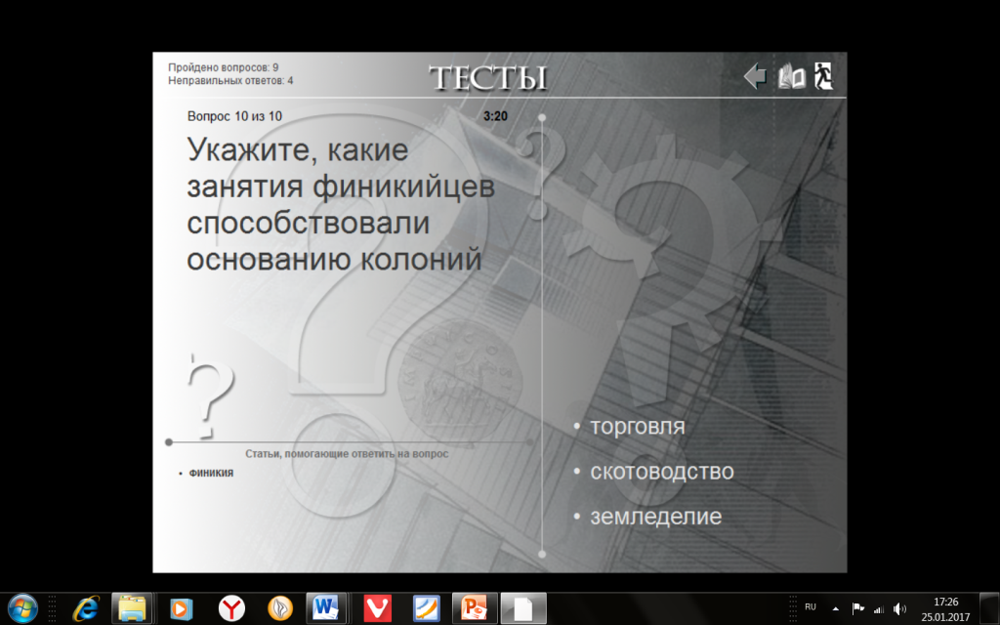 Пройдено вопросов: 9
Неправильных ответов: 4
ТЕСТЫ
Вопрос 10 из 10
3:20
Укажите, какие
занятия финикийцев
способствовали
основанию колоний
?
Статьи, помогающие ответить на вопрос
• ФИНИКИЯ
• торговля
• скотоводство
• земледелие
RU
17:26
25.01.2017